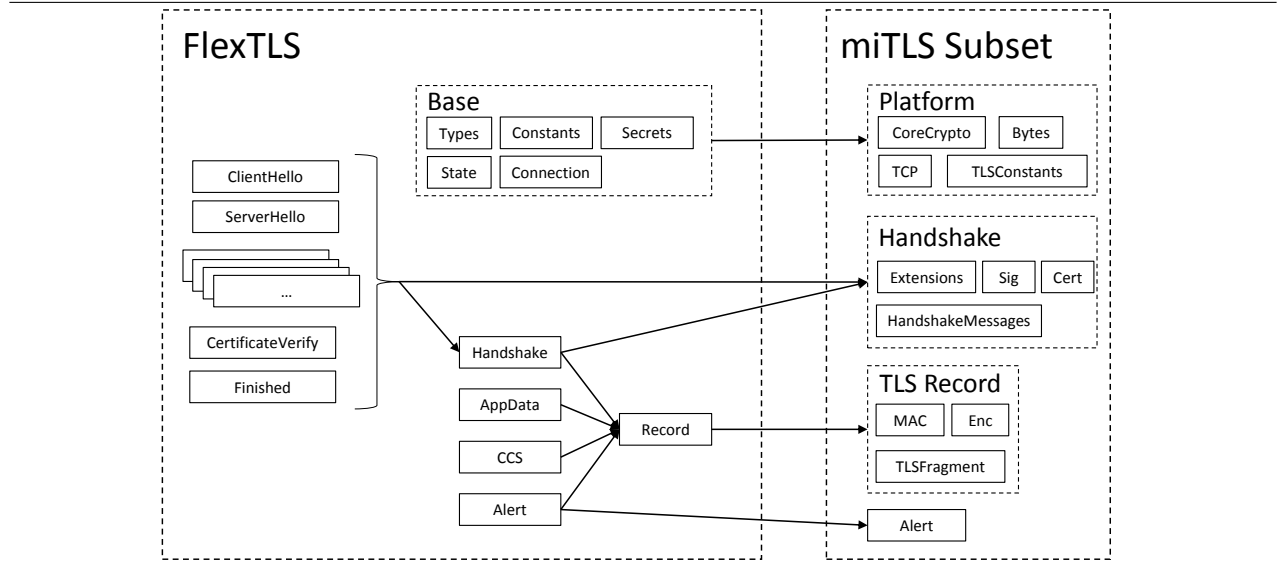 FlexTLS
Base
Types Constants Secrets
State Connection
ClientHello
ServerHello
...
CertificateVerify
Finished
Handshake
AppData
CCS
Alert
Record
miTLS Subset
Platform
CoreCrypto Bytes
TCP TLSConstants
Handshake
Extensions Sig Cert
HandshakeMessages
TLS Record
MAC Enc
TLSFragment
Alert